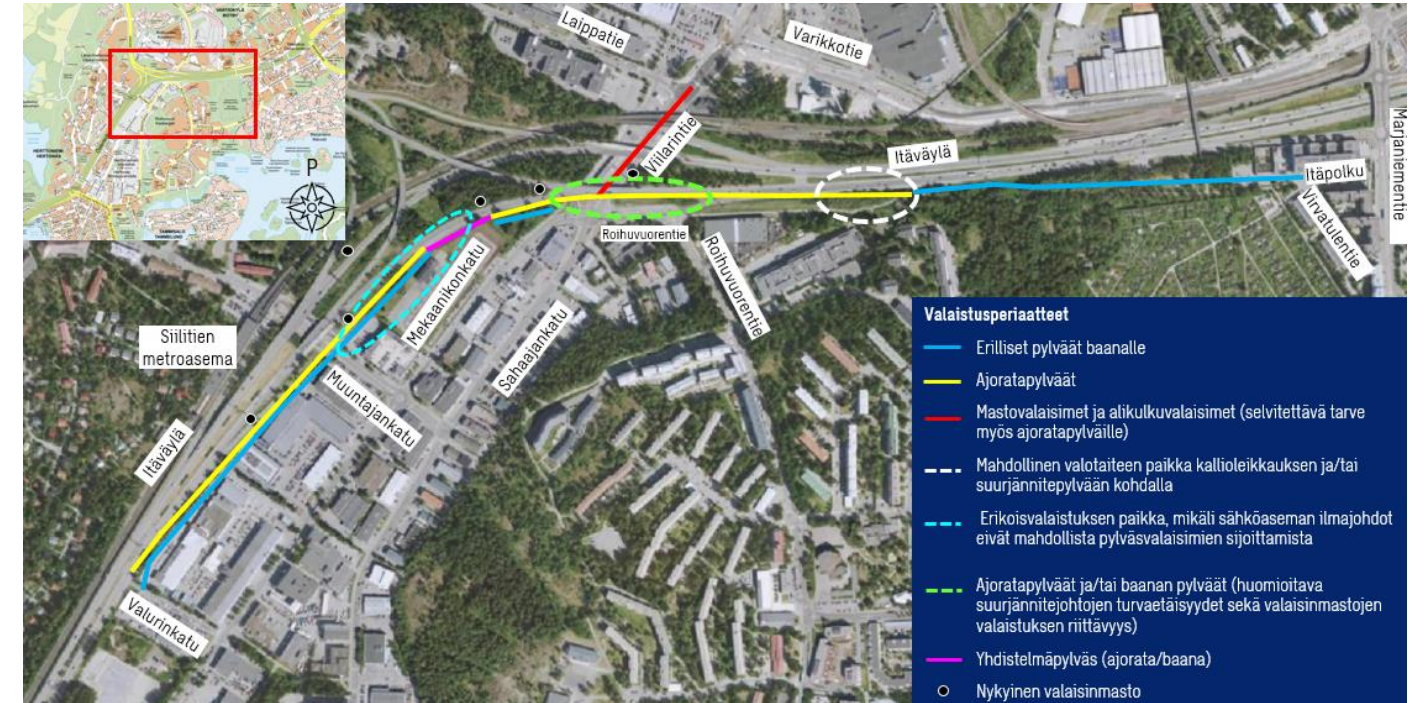 P
Laippatie
Varikkotie
Viilarintie
Itäväylä
Marjaniementie
Itäpolku
Virvatulentie
Roihuvuorentie
Roihuvuorentie
Mekaanikonkatu
Sahaajankatu
Siilitien
metroasema
Muuntajankatu
Itäväylä
Valurinkatu
Valaistusperiaatteet
Erilliset pylväät baanalle
Ajoratapylväät
Mastovalaisimet ja alikulkuvalaisimet (selvitettävä tarve
myös ajoratapylväille)
Mahdollinen valotaiteen paikka kallioleikkauksen ja/tai
suurjännitepylvään kohdalla
Erikoisvalaistuksen paikka, mikäli sähköaseman ilmajohdot
eivät mahdollista pylväsvalaisimien sijoittamista
Ajoratapylväät ja/tai baanan pylväät (huomioitava
suurjännitejohtojen turvaetäisyydet sekä valaisinmastojen
valaistuksen riittävyys)
Yhdistelmäpylväs (ajorata/baana)
Nykyinen valaisinmasto